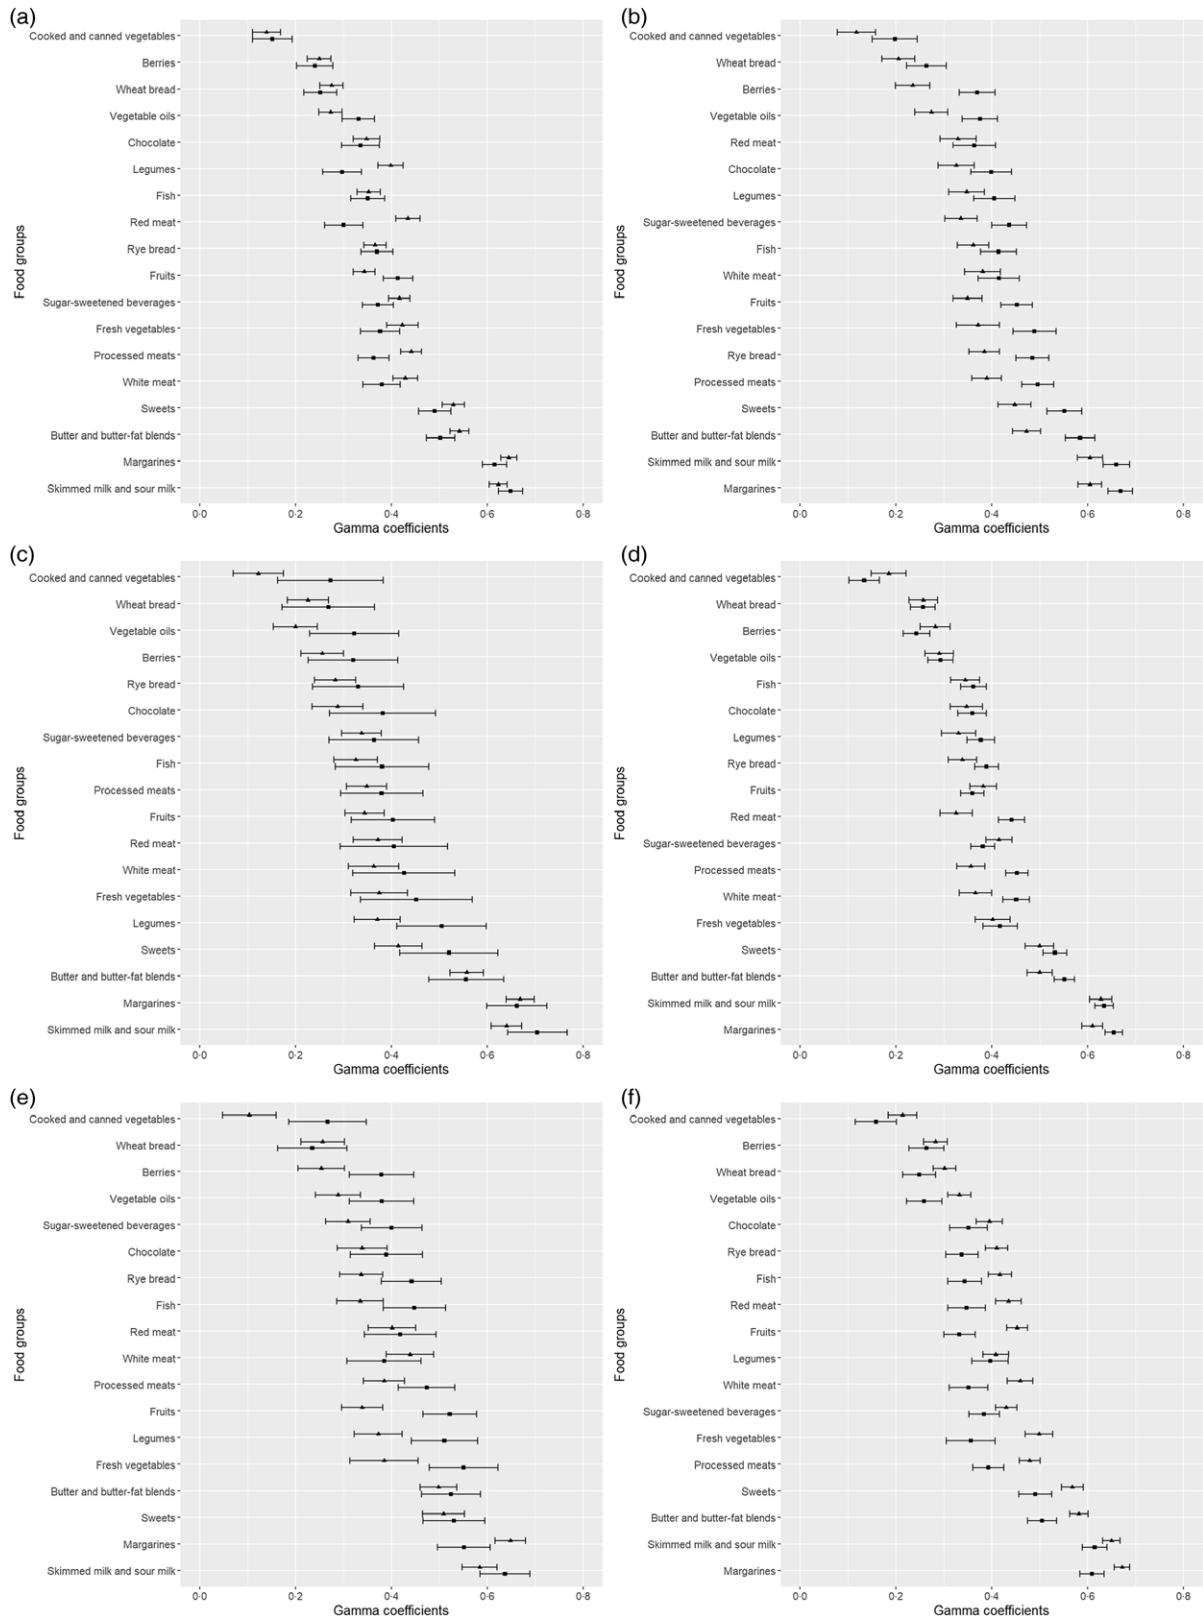 (a)
Cooked and canned vegetables
Berries
Wheat bread
Vegetable oils
Chocolate
Legumes
Fish
Red meat
Rye bread
Fruits
Sugar-sweetened beverages
Fresh vegetables
Processed meats
White meat
Sweets
Butter and butter-fat blends
Margarines
Skimmed milk and sour milk
Food groups
0·0 0·2 0·4 0·6 0·8
Gamma coefficients
(b)
Cooked and canned vegetables
Wheat bread
Berries
Vegetable oils
Red meat
Chocolate
Legumes
Sugar-sweetened beverages
Fish
White meat
Fruits
Fresh vegetables
Rye bread
Processed meats
Sweets
Butter and butter-fat blends
Skimmed milk and sour milk
Margarines
Food groups
0·0 0·2 0·4 0·6 0·8
Gamma coefficients
(c)
Cooked and canned vegetables
Wheat bread
Vegetable oils
Berries
Rye bread
Chocolate
Sugar-sweetened beverages
Fish
Processed meats
Fruits
Red meat
White meat
Fresh vegetables
Legumes
Sweets
Butter and butter-fat blends
Margarines
Skimmed milk and sour milk
Food groups
0·0 0·2 0·4 0·6 0·8
Gamma coefficients
(d)
Cooked and canned vegetables
Wheat bread
Berries
Vegetable oils
Fish
Chocolate
Legumes
Rye bread
Fruits
Red meat
Sugar-sweetened beverages
Processed meats
White meat
Fresh vegetables
Sweets
Butter and butter-fat blends
Skimmed milk and sour milk
Margarines
Food groups
0·0 0·2 0·4 0·6 0·8
Gamma coefficients
(e)
Cooked and canned vegetables
Wheat bread
Berries
Vegetable oils
Sugar-sweetened beverages
Chocolate
Rye bread
Fish
Red meat
White meat
Processed meats
Fruits
Legumes
Fresh vegetables
Butter and butter-fat blends
Sweets
Margarines
Skimmed milk and sour milk
Food groups
0·0 0·2 0·4 0·6 0·8
Gamma coefficients
(f)
Cooked and canned vegetables
Berries
Wheat bread
Vegetable oils
Chocolate
Rye bread
Fish
Red meat
Fruits
Legumes
White meat
Sugar-sweetened beverages
Fresh vegetables
Processed meats
Sweets
Butter and butter-fat blends
Skimmed milk and sour milk
Margarines
Food groups
0·0 0·2 0·4 0·6 0·8
Gamma coefficients